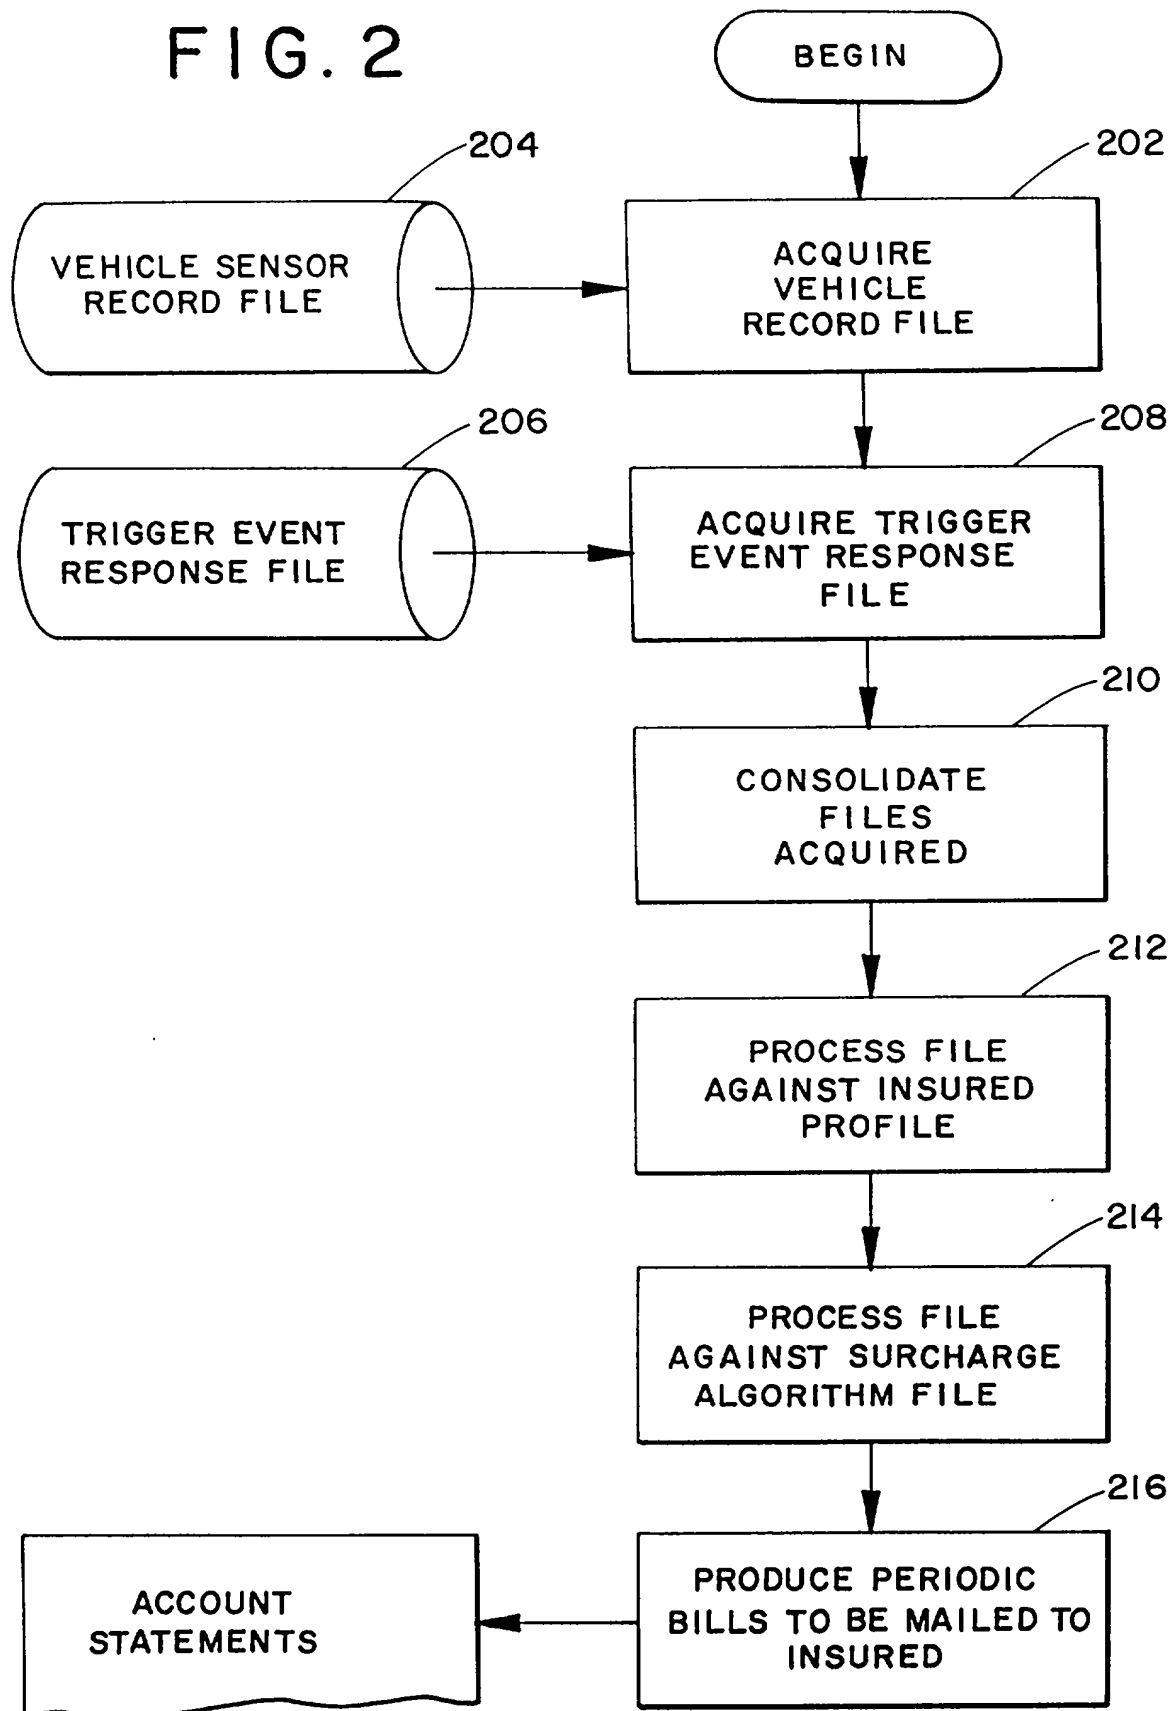 FIG. 2
BEGIN
204
202
VEHICLE SENSOR
RECORD FILE
ACQUIRE
VEHICLE
RECORD FILE
206
208
TRIGGER EVENT
RESPONSE FILE
ACQUIRE TRIGGER
EVENT RESPONSE
FILE
210
CONSOLIDATE
FILES
ACQUIRED
212
PROCESS FILE
AGAINST INSURED
PROFILE
214
PROCESS FILE
AGAINST SURCHARGE
ALGORITHM FILE
216
ACCOUNT
STATEMENTS
PRODUCE PERIODIC
BILLS TO BE MAILED TO
INSURED